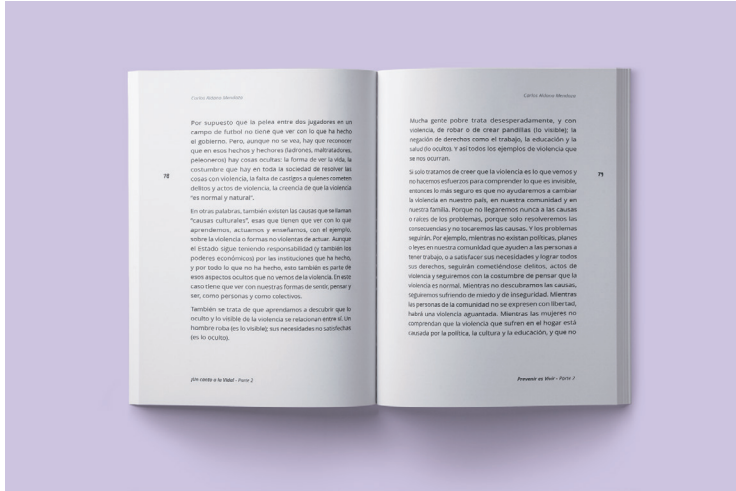 Carlos Aldana Mendoza
Por supuesto que la pelea entre dos jugadores en un
campo de futbol no tiene que ver con lo que ha hecho
el gobierno. Pero, aunque no se vea, hay que reconocer
que en esos hechos y hechores (ladrones, maltratadores,
peleoneros) hay cosas ocultas: la forma de ver la vida, la
costumbre que hay en toda la sociedad de resolver las
cosas con violencia, la falta de castigos a quienes cometen
delitos y actos de violencia, la creencia de que la violencia
"es normal y natural".
78
En otras palabras, también existen las causas que se llaman
"causas culturales", esas que tienen que ver con lo que
aprendemos, actuamos y enseñamos, con el ejemplo,
sobre la violencia o formas no violentas de actuar. Aunque
el Estado sigue teniendo responsabilidad (y también los
poderes económicos) por las instituciones que ha hecho,
y por todo lo que no ha hecho, esto también es parte de
esos aspectos ocultos que no vemos de la violencia. En este
caso tiene que ver con nuestras formas de sentir, pensar y
ser, como personas y como colectivos.
También se trata de que aprendamos a descubrir que lo
oculto y lo visible de la violencia se relacionan entre sí. Un
hombre roba (es lo visible); sus necesidades no satisfechas
(es lo oculto).
¡Un canto a la Vida! - Parte 2
Carlos Aldana Mendoza
Mucha gente pobre trata desesperadamente, y con
violencia, de robar o de crear pandillas (lo visible); la
negación de derechos como el trabajo, la educación y la
salud (lo oculto). Y así todos los ejemplos de violencia que
se nos ocurran.
Si solo tratamos de creer que la violencia es lo que vemos y
no hacemos esfuerzos para comprender lo que es invisible,
entonces lo más seguro es que no ayudaremos a cambiar
la violencia en nuestro país, en nuestra comunidad y en
nuestra familia. Porque no llegaremos nunca a las causas
o raíces de los problemas, porque solo resolveremos las
consecuencias y no tocaremos las causas. Y los problemas
seguirán. Por ejemplo, mientras no existan políticas, planes
o leyes en nuestra comunidad que ayuden a las personas a
tener trabajo, o a satisfacer sus necesidades y lograr todos
sus derechos, seguirán cometiéndose delitos, actos de
violencia y seguiremos con la costumbre de pensar que la
violencia es normal. Mientras no descubramos las causas,
seguiremos sufriendo de miedo y de inseguridad. Mientras
las personas de la comunidad no se expresen con libertad,
habrá una violencia aguantada. Mientras las mujeres no
comprendan que la violencia que sufren en el hogar está
causada por la política, la cultura y la educación, y que no
79
Prevenir es Vivir - Parte 1